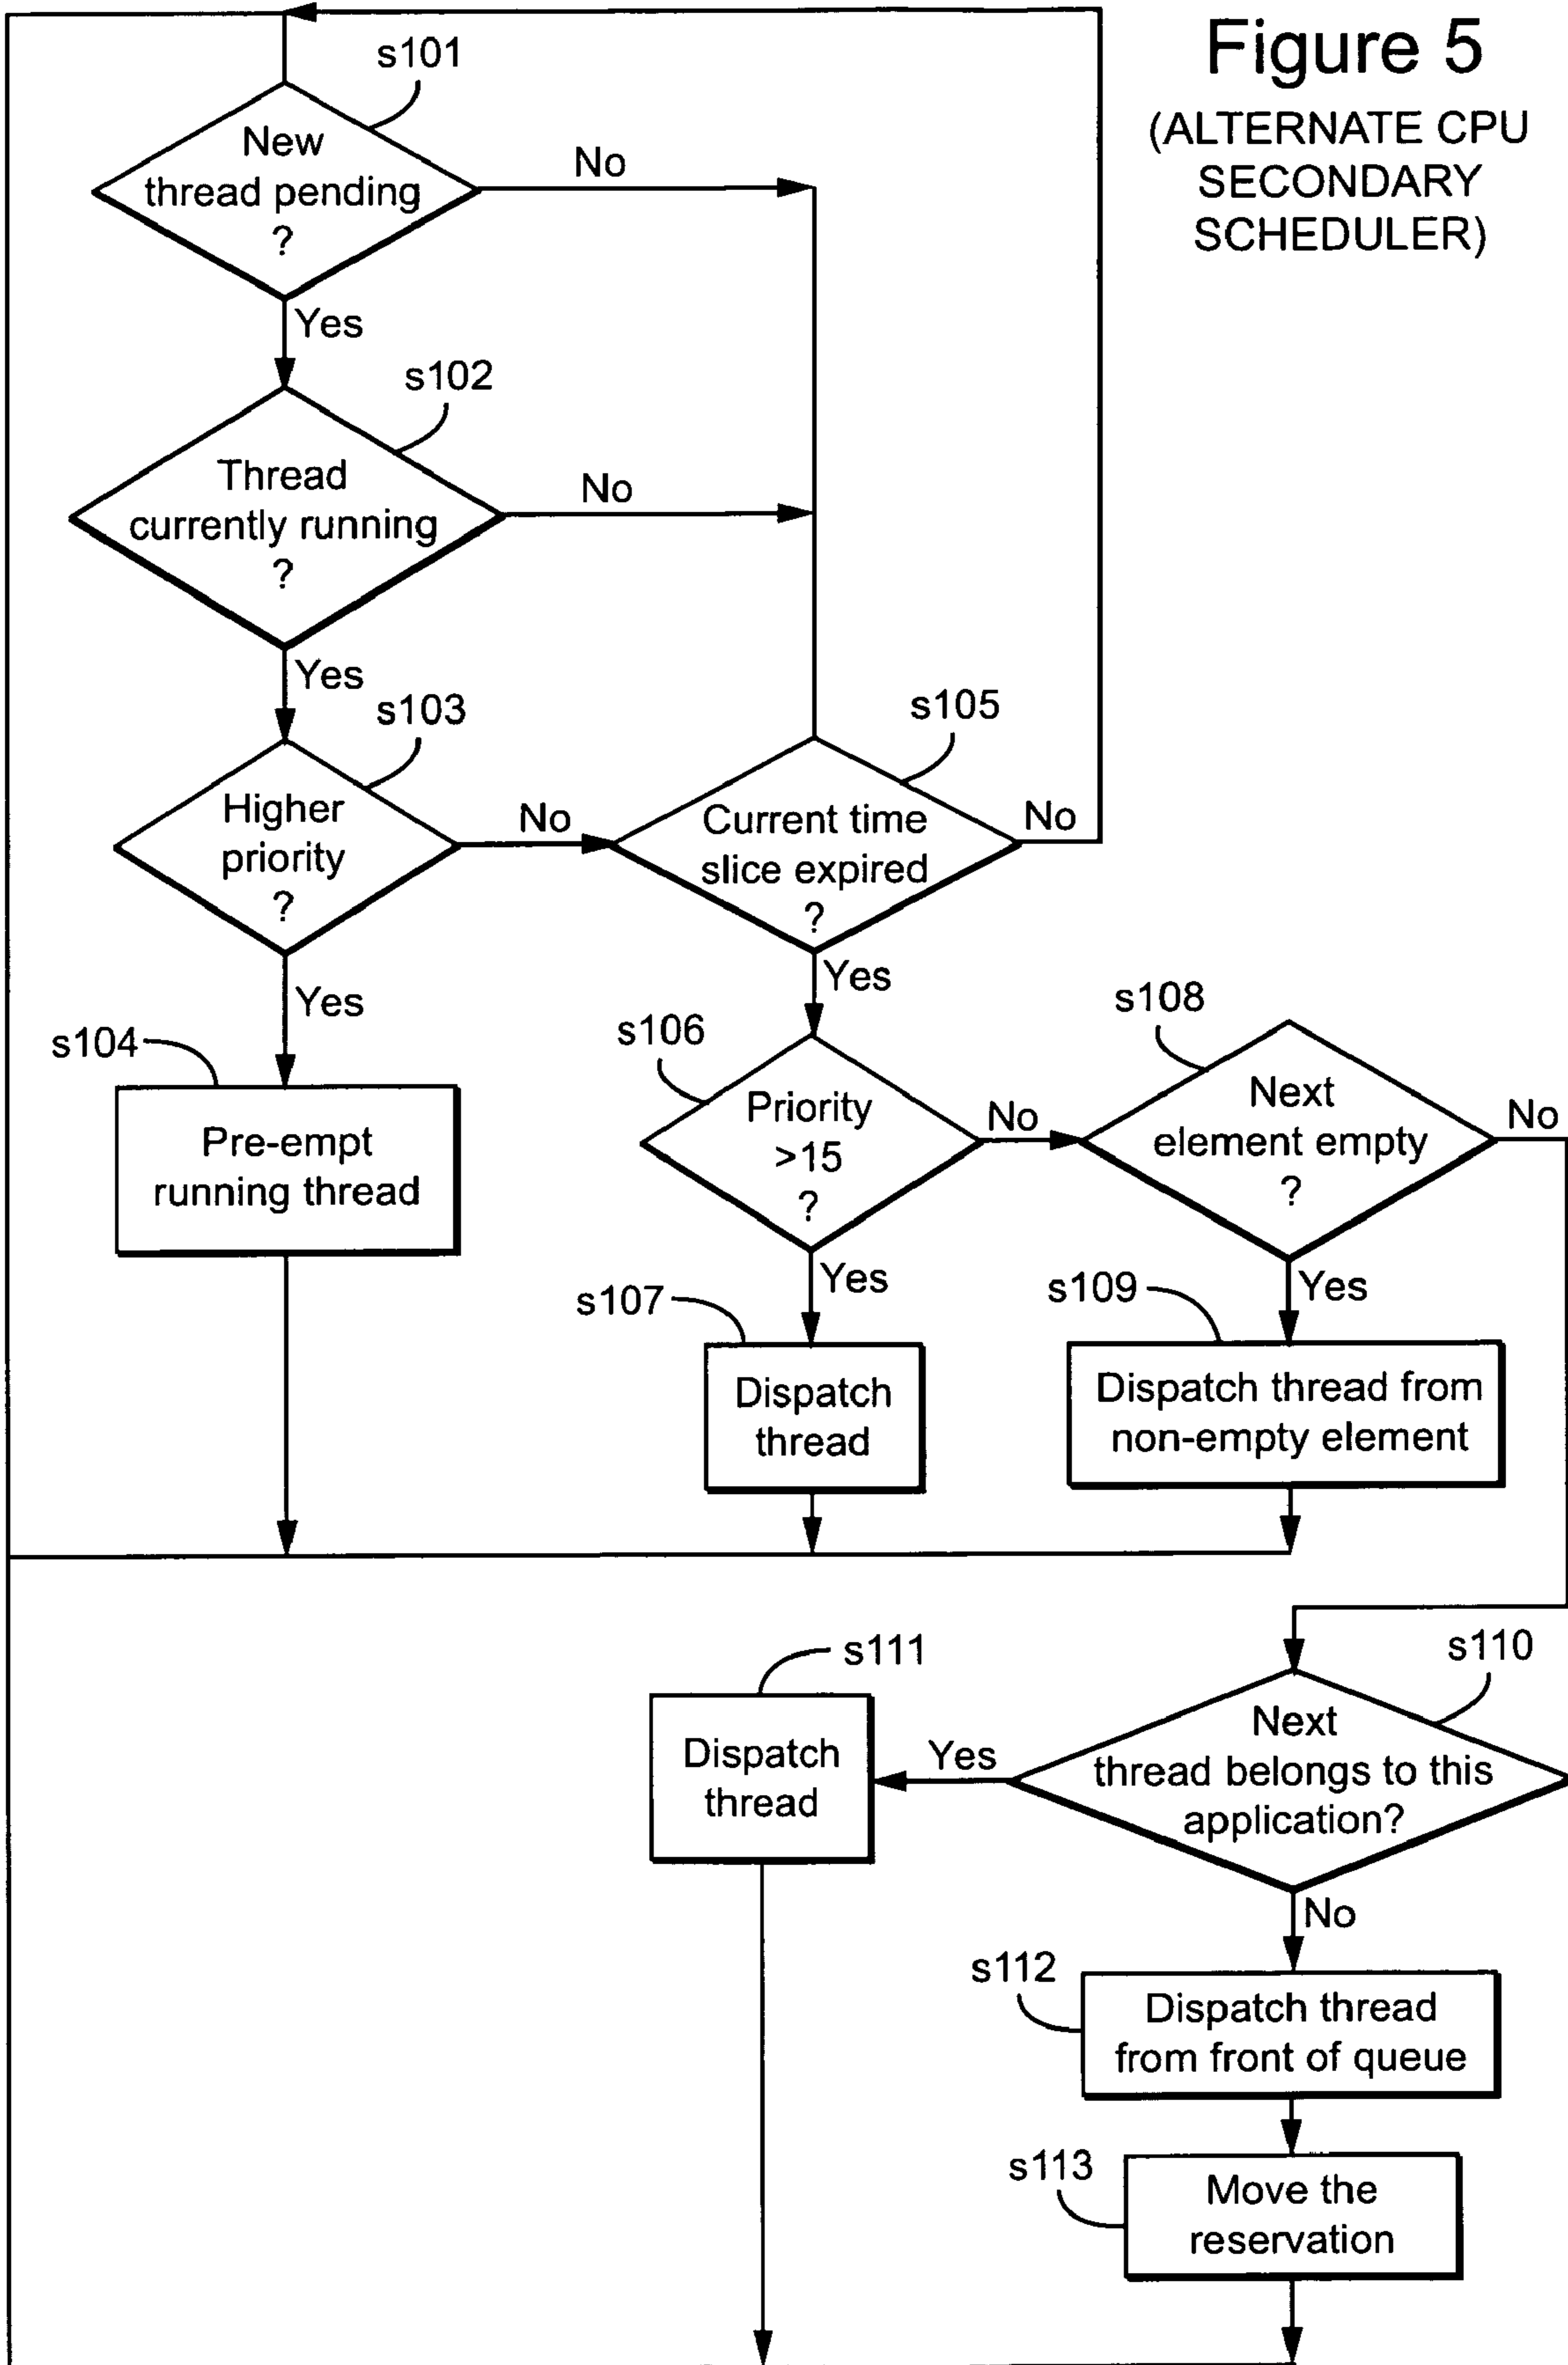 Figure 5
(ALTERNATE CPU
SECONDARY
SCHEDULER)
s101
New
thread pending
?
No
Yes
s102
Thread
currently running
?
No
Yes
s103
Higher
priority
?
No
Yes
s105
Current time
slice expired
?
No
Yes
s104
Pre-empt
running thread
s106
Priority
>15
?
No
Yes
s108
Next
element empty
?
No
Yes
s107
Dispatch
thread
s109
Dispatch thread from
non-empty element
s110
Next
thread belongs to this
application?
Yes
No
s111
Dispatch
thread
s112
Dispatch thread
from front of queue
s113
Move the
reservation